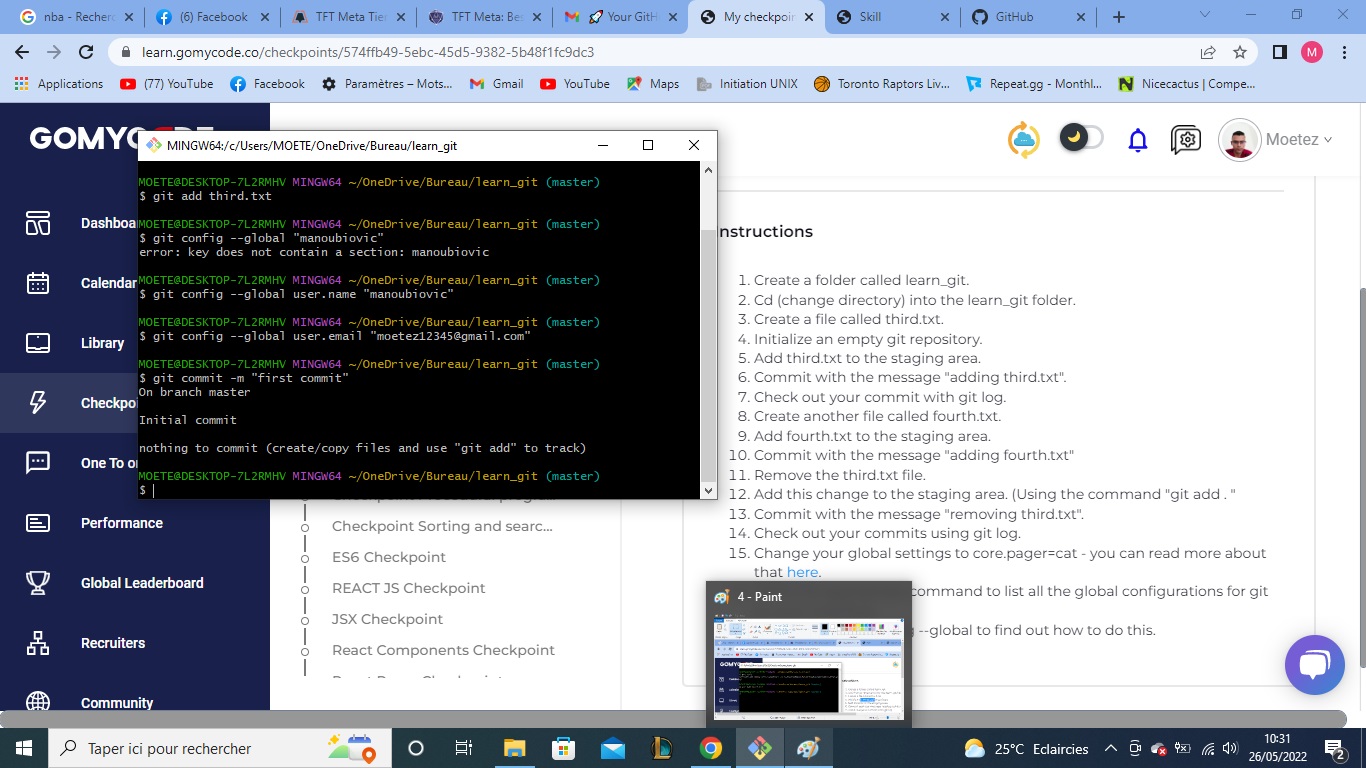 nba - Recherc
(6) Facebook
TFT Meta Tier
TFT Meta: Bes
Your GitH
My checkpoin
Skill
GitHub
learn.gomycode.co/checkpoints/574ffb49-5ebc-45d5-9382-5b48f1fc9dc3
M
Applications
(77) YouTube
Facebook
Paramètres – Mots...
Gmail
YouTube
Maps
Initiation UNIX
Toronto Raptors Liv...
Repeat.gg - Monthl...
Nicecactus | Compe...
GOMYCODE
Moetez
MINGW64:/c/Users/MOETE/OneDrive/Bureau/learn_git
MOETE@DESKTOP-7L2RMHV MINGW64 ~/OneDrive/Bureau/learn_git (master)
$ git add third.txt
MOETE@DESKTOP-7L2RMHV MINGW64 ~/OneDrive/Bureau/learn_git (master)
$ git config --global "manoubiovic"
error: key does not contain a section: manoubiovic
MOETE@DESKTOP-7L2RMHV MINGW64 ~/OneDrive/Bureau/learn_git (master)
$ git config --global user.name "manoubiovic"
MOETE@DESKTOP-7L2RMHV MINGW64 ~/OneDrive/Bureau/learn_git (master)
$ git config --global user.email "moetez12345@gmail.com"
MOETE@DESKTOP-7L2RMHV MINGW64 ~/OneDrive/Bureau/learn_git (master)
$ git commit -m "first commit"
On branch master
Initial commit
nothing to commit (create/copy files and use "git add" to track)
MOETE@DESKTOP-7L2RMHV MINGW64 ~/OneDrive/Bureau/learn_git (master)
$
Dashboa
Calendar
Library
Checkpoi
One To o
Performance
Global Leaderboard
Recruiters
Community
Checkpoint Sorting and searc...
ES6 Checkpoint
REACT JS Checkpoint
JSX Checkpoint
React Components Checkpoint
nstructions
1. Create a folder called learn_git.
2. Cd (change directory) into the learn_git folder.
3. Create a file called third.txt.
4. Initialize an empty git repository.
5. Add third.txt to the staging area.
6. Commit with the message "adding third.txt".
7. Check out your commit with git log.
8. Create another file called fourth.txt.
9. Add fourth.txt to the staging area.
10. Commit with the message "adding fourth.txt"
11. Remove the third.txt file.
12. Add this change to the staging area. (Using the command "git add . "
13. Commit with the message "removing third.txt".
14. Check out your commits using git log.
15. Change your global settings to core.pager=cat - you can read more about
that here.
command to list all the global configurations for git
--global to find out how to do this.
4 - Paint
Taper ici pour rechercher
25°C Eclaircies
10:31
26/05/2022
2